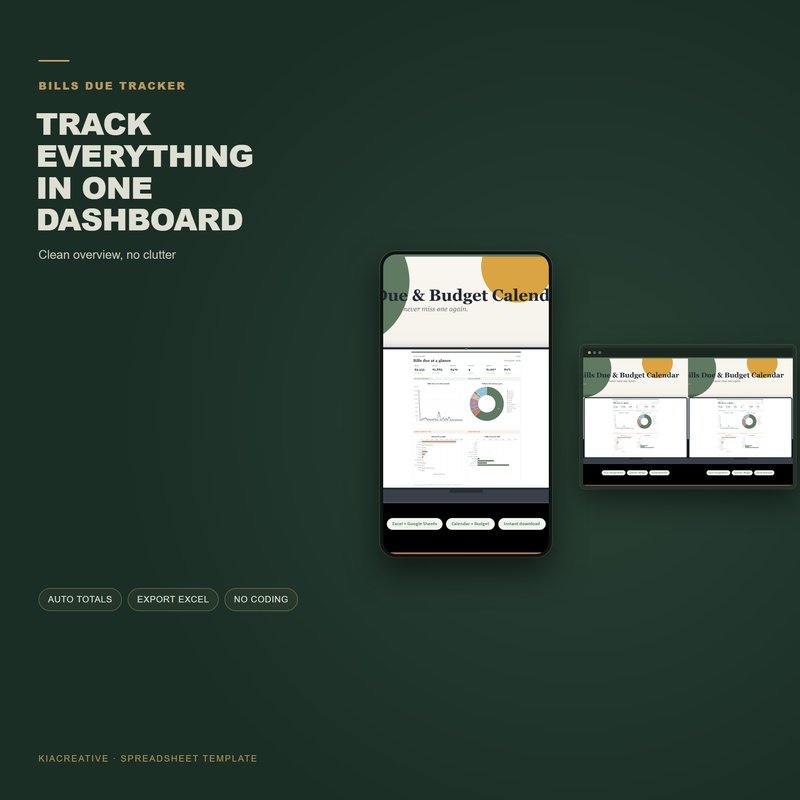 BILLS DUE TRACKER
TRACK
EVERYTHING
IN ONE
DASHBOARD
Clean overview, no clutter
Due & Budget Calend
never miss one again.
Bills due at a glance
Excel + Google Sheets
Calendar + Budget
Instant download
ills Due & Budget Calendar
ills Due & Budget Calendar
AUTO TOTALS
EXPORT EXCEL
NO CODING
KIACREATIVE · SPREADSHEET TEMPLATE